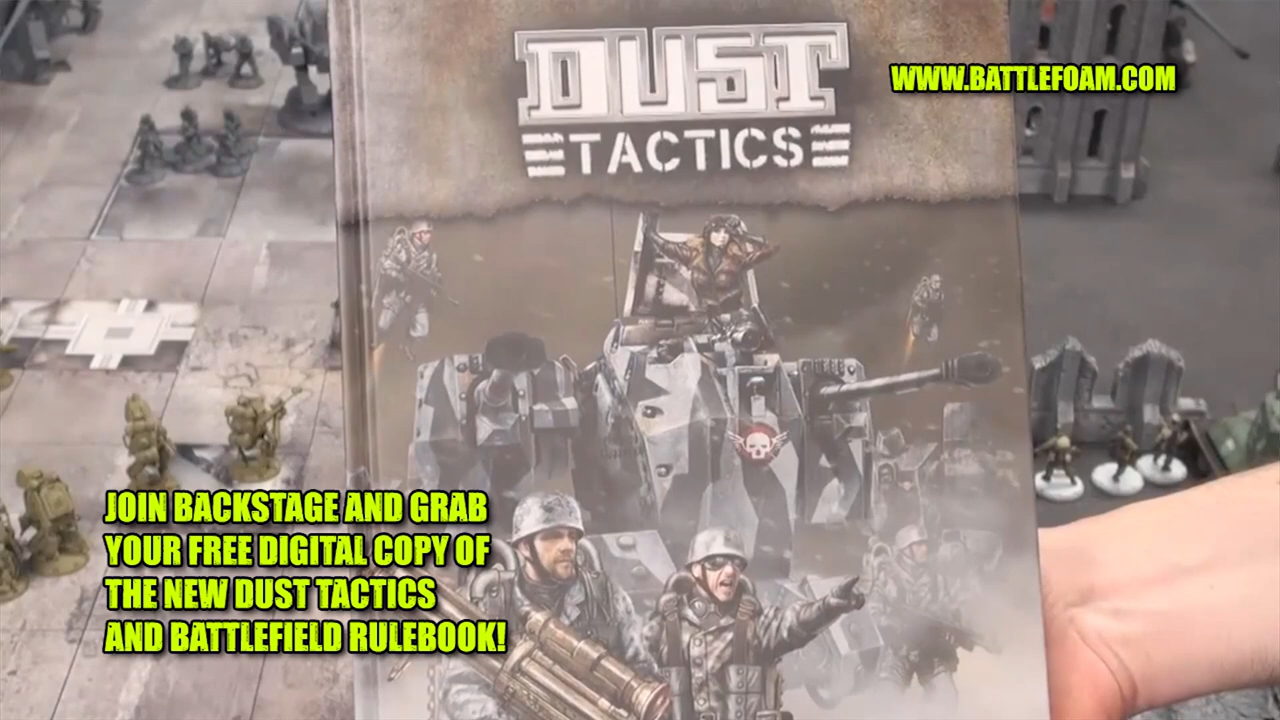 DUST
TACTICS
WWW.BATTLEFOAM.COM
JOIN BACKSTAGE AND GRAB
YOUR FREE DIGITAL COPY OF
THE NEW DUST TACTICS
AND BATTLEFIELD RULEBOOK!